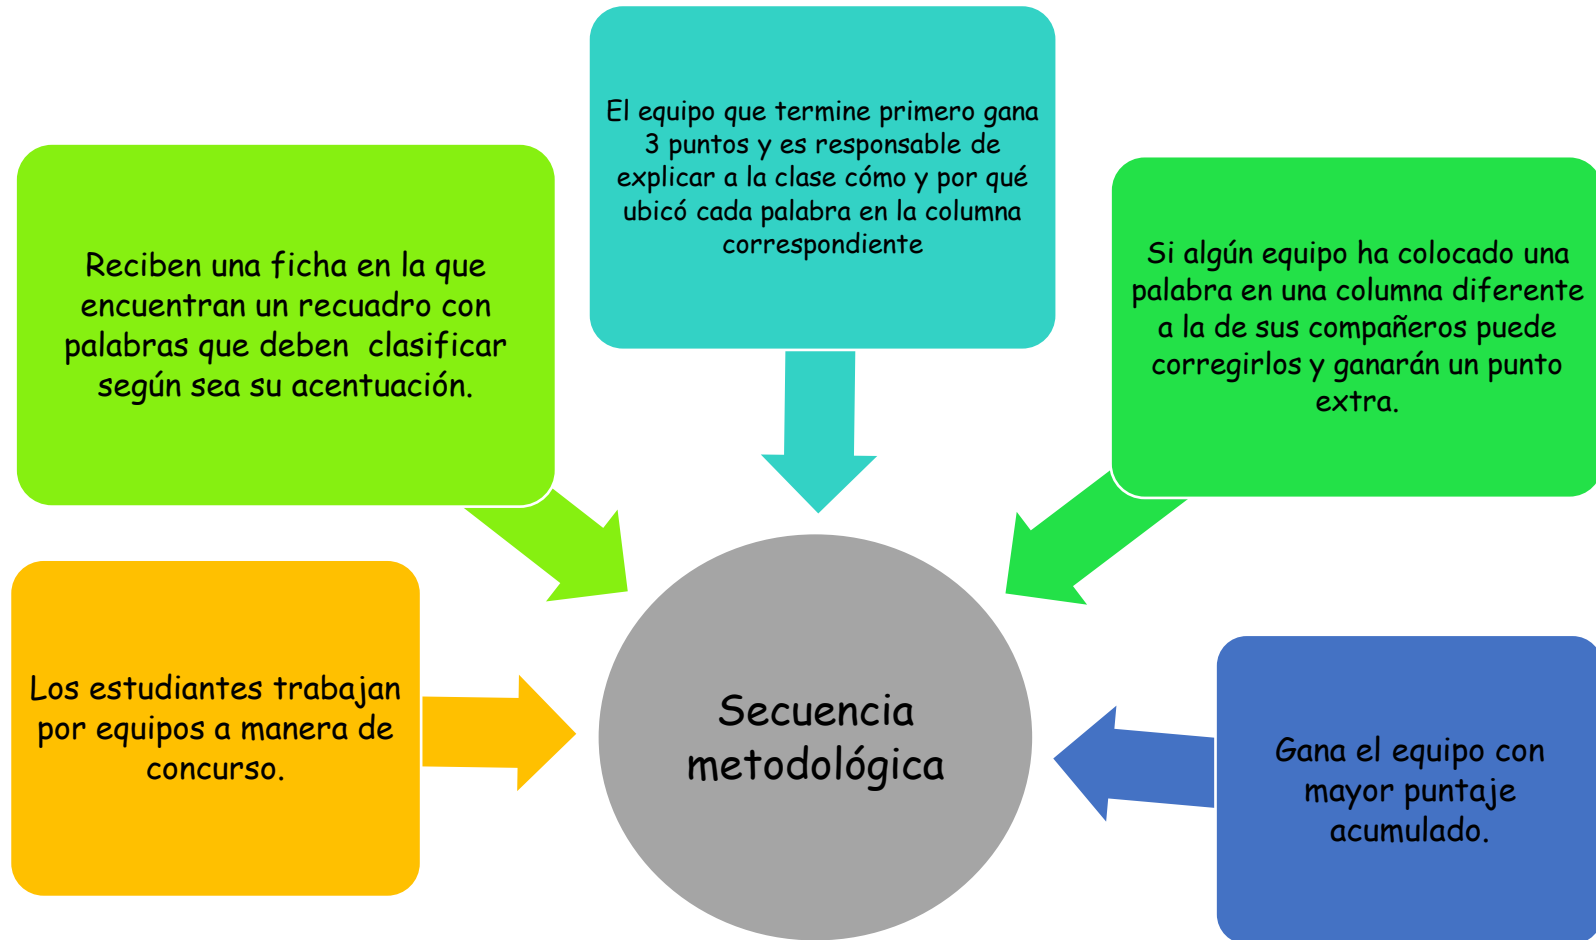 Los estudiantes trabajan
por equipos a manera de
concurso.
Reciben una ficha en la que
encuentran un recuadro con
palabras que deben clasificar
según sea su acentuación.
El equipo que termine primero gana
3 puntos y es responsable de
explicar a la clase cómo y por qué
ubicó cada palabra en la columna
correspondiente
Si algún equipo ha colocado una
palabra en una columna diferente
a la de sus compañeros puede
corregirlos y ganarán un punto
extra.
Gana el equipo con
mayor puntaje
acumulado.
Secuencia
metodológica